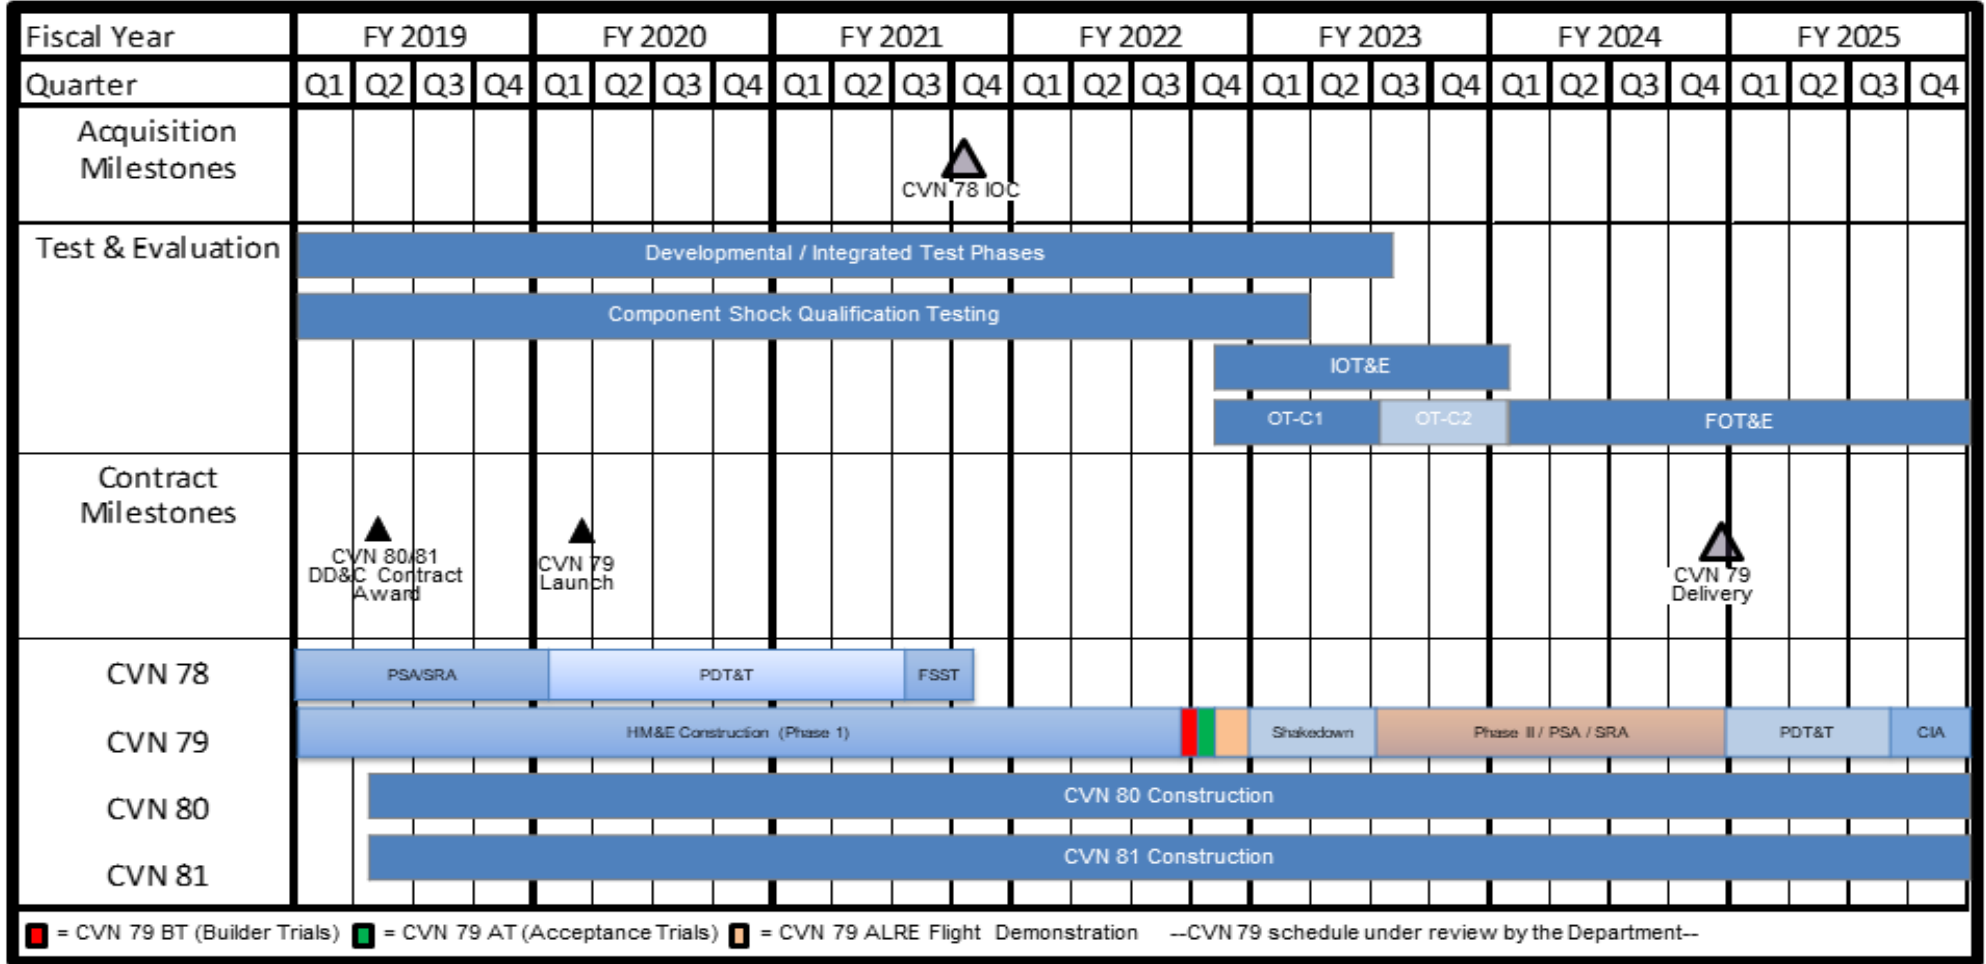 Fiscal Year FY 2019 FY 2020 FY 2021 FY 2022 FY 2023 FY 2024 FY 2025
Quarter Q1 Q2 Q3 Q4 Q1 Q2 Q3 Q4 Q1 Q2 Q3 Q4 Q1 Q2 Q3 Q4 Q1 Q2 Q3 Q4 Q1 Q2 Q3 Q4 Q1 Q2 Q3 Q4
Acquisition
Milestones
CVN 78 IOC
Test & Evaluation
Developmental / Integrated Test Phases
Component Shock Qualification Testing
IOT&E
OT-C1 OT-C2 FOT&E
Contract
Milestones
CVN 80/81
DD&C Contract
Award
CVN 79
Launch
CVN 79
Delivery
CVN 78 PSA/SRA PDT&T FSST
CVN 79 HM&E Construction (Phase 1) Shakedown Phase II / PSA / SRA PDT&T CIA
CVN 80 CVN 80 Construction
CVN 81 CVN 81 Construction
= CVN 79 BT (Builder Trials) = CVN 79 AT (Acceptance Trials) = CVN 79 ALRE Flight Demonstration --CVN 79 schedule under review by the Department--